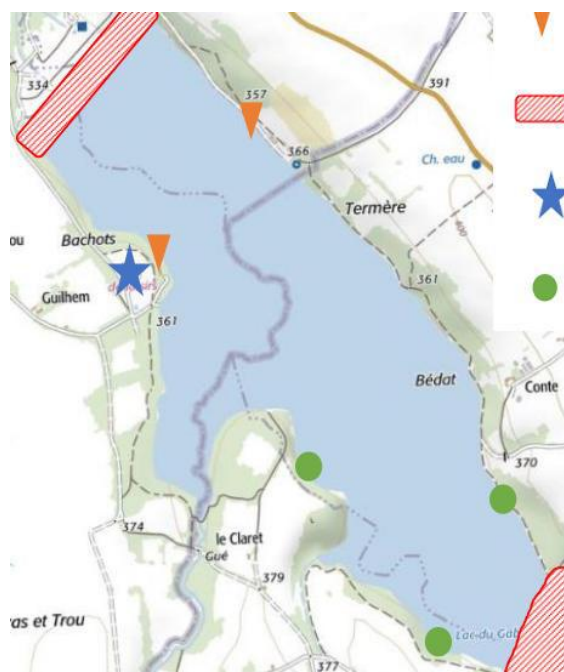 334
357
391
366
Ch. eau
Termère
ou
Bachots
Guilhem
361
361
Bédat
Conte
370
374
le Claret
Gué
379
as et Trou
Lac du Gab
377